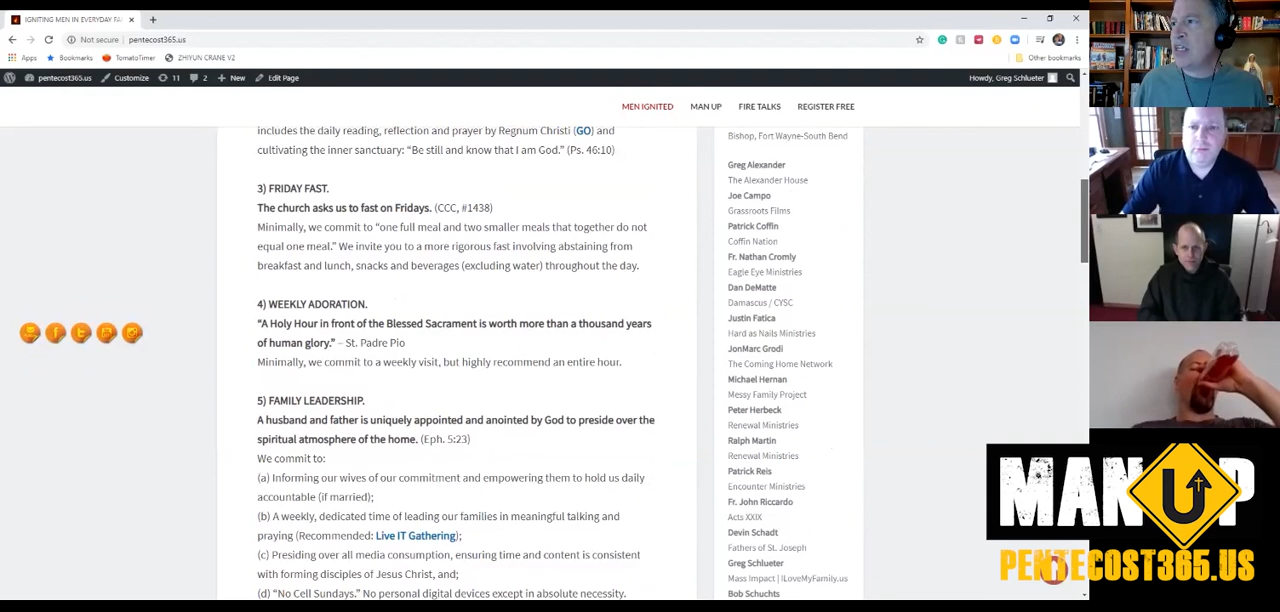 IGNITING MEN IN EVERYDAY FA
Not secure | pentecost365.us
Apps
Bookmarks
TomatoTimer
ZHIYUN CRANE V2
Other bookmarks
pentecost365.us
Customize
11
2
New
Edit Page
Howdy, Greg Schlueter
MEN IGNITED
MAN UP
FIRE TALKS
REGISTER FREE
includes the daily reading, reflection and prayer by Regnum Christi (GO) and
cultivating the inner sanctuary: “Be still and know that I am God.” (Ps. 46:10)
3) FRIDAY FAST.
The church asks us to fast on Fridays. (CCC, #1438)
Minimally, we commit to “one full meal and two smaller meals that together do not
equal one meal.” We invite you to a more rigorous fast involving abstaining from
breakfast and lunch, snacks and beverages (excluding water) throughout the day.
4) WEEKLY ADORATION.
“A Holy Hour in front of the Blessed Sacrament is worth more than a thousand years
of human glory.” – St. Padre Pio
Minimally, we commit to a weekly visit, but highly recommend an entire hour.
5) FAMILY LEADERSHIP.
A husband and father is uniquely appointed and anointed by God to preside over the
spiritual atmosphere of the home. (Eph. 5:23)
We commit to:
(a) Informing our wives of our commitment and empowering them to hold us daily
accountable (if married);
(b) A weekly, dedicated time of leading our families in meaningful talking and
praying (Recommended: Live IT Gathering);
(c) Presiding over all media consumption, ensuring time and content is consistent
with forming disciples of Jesus Christ, and;
(d) “No Cell Sundays.” No personal digital devices except in absolute necessity.
Bishop, Fort Wayne-South Bend
Greg Alexander
The Alexander House
Joe Campo
Grassroots Films
Patrick Coffin
Coffin Nation
Fr. Nathan Cromly
Eagle Eye Ministries
Dan DeMatte
Damascus / CYSC
Justin Fatica
Hard as Nails Ministries
JonMarc Grodi
The Coming Home Network
Michael Hernan
Messy Family Project
Peter Herbeck
Renewal Ministries
Ralph Martin
Renewal Ministries
Patrick Reis
Encounter Ministries
Fr. John Riccardo
Acts XXIX
Devin Schadt
Fathers of St. Joseph
Greg Schlueter
Mass Impact | ILoveMyFamily.us
Bob Schuchts
MAN UP
PENTECOST365.US